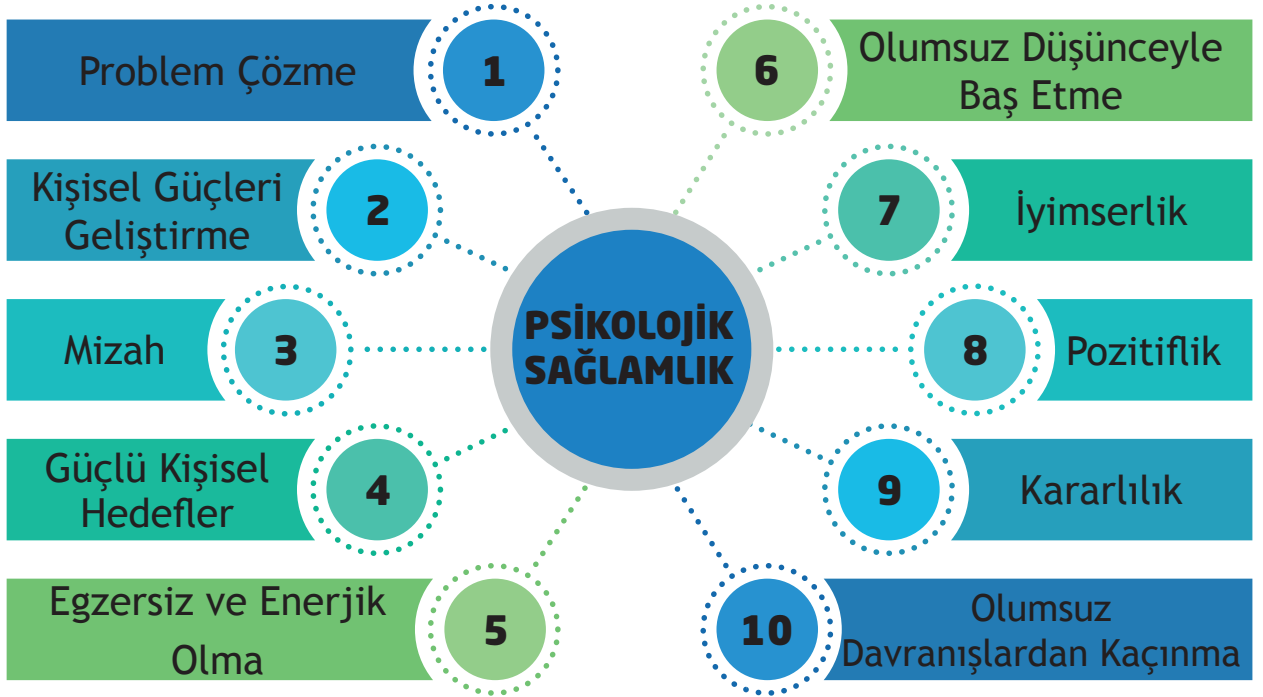 Problem Çözme
1
Kişisel Güçleri
Geliştirme
2
Mizah
3
Güçlü Kişisel
Hedefler
4
Egzersiz ve Enerjik
Olma
5
PSİKOLOJİK
SAĞLAMLIK
6
Olumsuz Düşünceyle
Baş Etme
7
İyimserlik
8
Pozitiflik
9
Kararlılık
10
Olumsuz
Davranışlardan Kaçınma